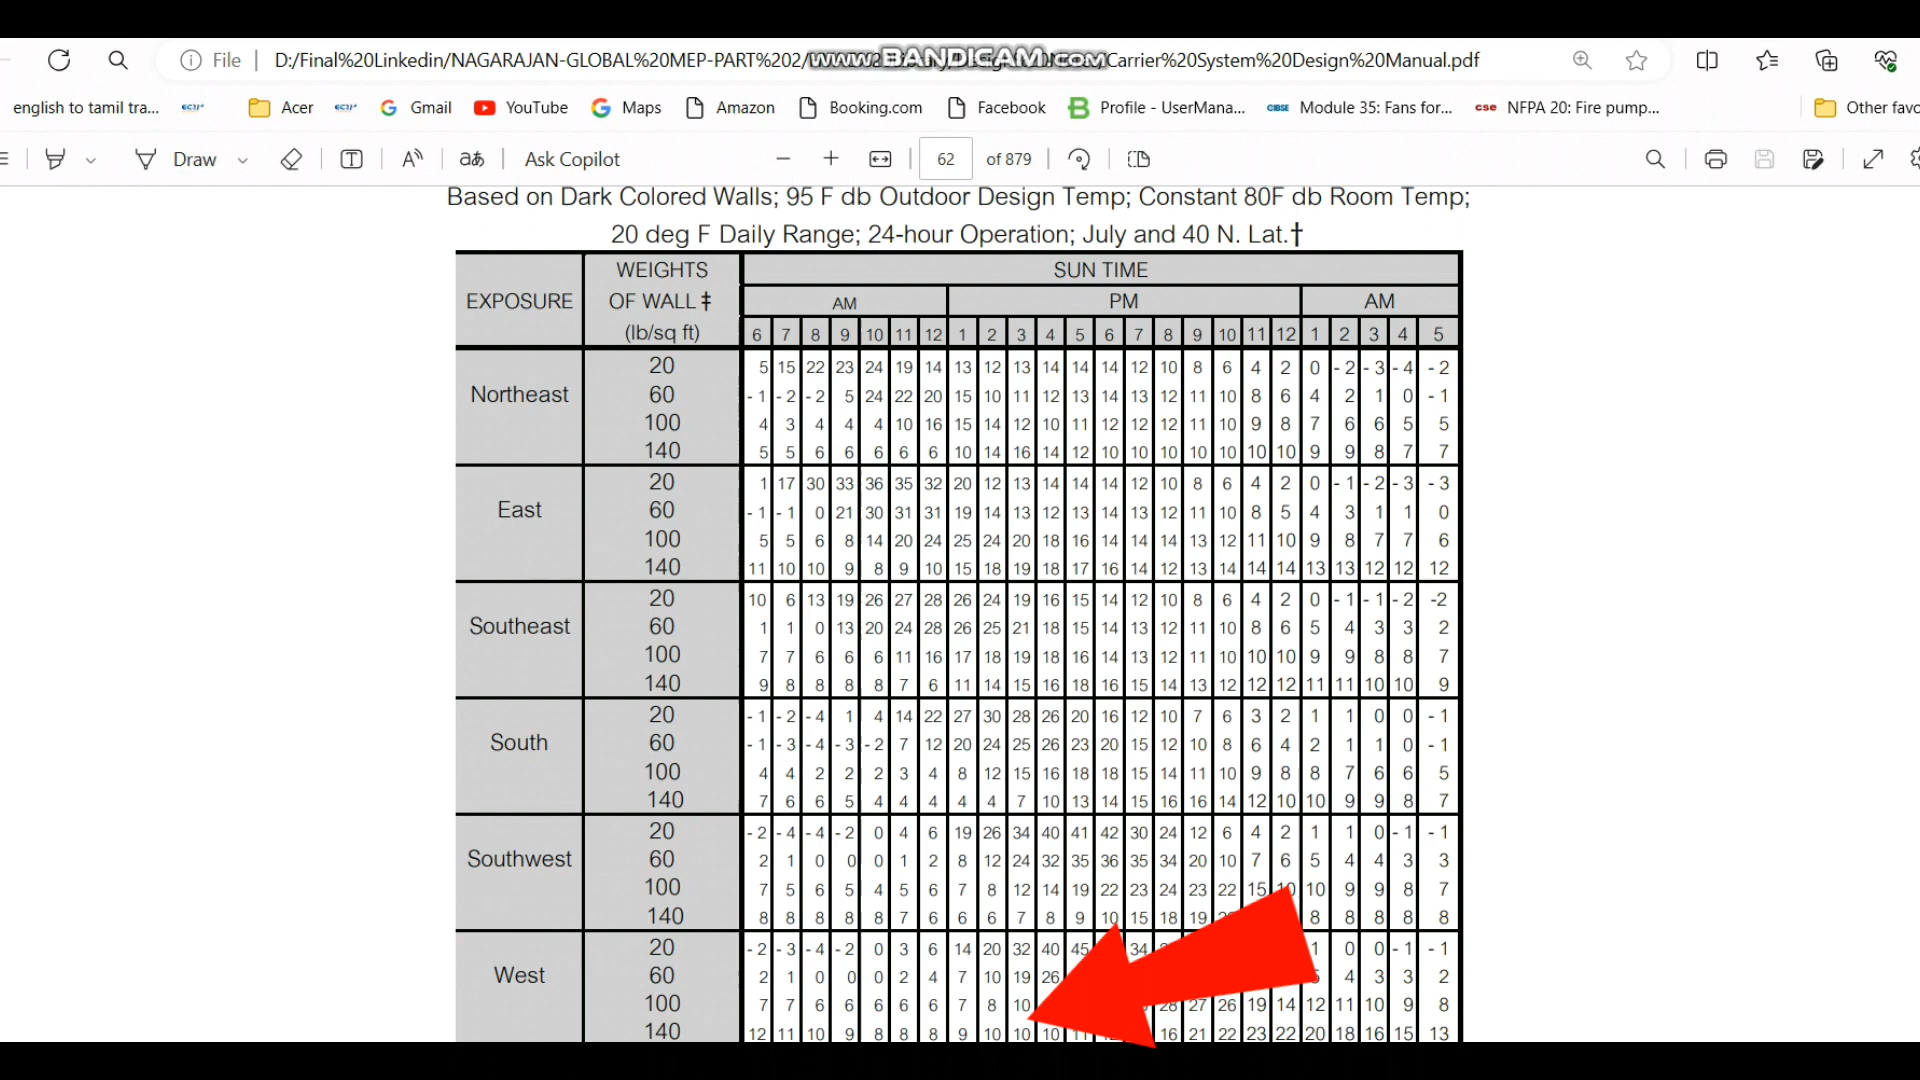 File D:/Final%20Linkedin/NAGARAJAN-GLOBAL%20MEP-PART%202/ /Carrier%20System%20Design%20Manual.pdf
www.BANDICAM.com
english to tamil tra... Acer Gmail YouTube Maps Amazon Booking.com Facebook Profile - UserMana... CIBSE Module 35: Fans for... cse NFPA 20: Fire pump... Other favo
Draw A aあ Ask Copilot 62 of 879
Based on Dark Colored Walls; 95 F db Outdoor Design Temp; Constant 80F db Room Temp;
20 deg F Daily Range; 24-hour Operation; July and 40 N. Lat.†
EXPOSURE WEIGHTS OF WALL ‡ (lb/sq ft) SUN TIME
AM PM AM
6 7 8 9 10 11 12 1 2 3 4 5 6 7 8 9 10 11 12 1 2 3 4 5
Northeast
20 5 15 22 23 24 19 14 13 12 13 14 14 14 12 10 8 6 4 2 0 -2 -3 -4 -2
60 -1 -2 -2 5 24 22 20 15 10 11 12 13 14 13 12 11 10 8 6 4 2 1 0 -1
100 4 3 4 4 4 10 16 15 14 12 10 11 12 12 12 11 10 9 8 7 6 6 5 5
140 5 5 6 6 6 6 6 10 14 16 14 12 10 10 10 10 10 10 10 9 9 8 7 7
East
20 1 17 30 33 36 35 32 20 12 13 14 14 14 12 10 8 6 4 2 0 -1 -2 -3 -3
60 -1 -1 0 21 30 31 31 19 14 13 12 13 14 13 12 11 10 8 5 4 3 1 1 0
100 5 5 6 8 14 20 24 25 24 20 18 16 14 14 14 13 12 11 10 9 8 7 7 6
140 11 10 10 9 8 9 10 15 18 19 18 17 16 14 12 13 14 14 14 13 13 12 12 12
Southeast
20 10 6 13 19 26 27 28 26 24 19 16 15 14 12 10 8 6 4 2 0 -1 -1 -2 -2
60 1 1 0 13 20 24 28 26 25 21 18 15 14 13 12 11 10 8 6 5 4 3 3 2
100 7 7 6 6 6 11 16 17 18 19 18 16 14 13 12 11 10 10 10 9 9 8 8 7
140 9 8 8 8 8 7 6 11 14 15 16 18 16 15 14 13 12 12 12 11 11 10 10 9
South
20 -1 -2 -4 1 4 14 22 27 30 28 26 20 16 12 10 7 6 3 2 1 1 0 0 -1
60 -1 -3 -4 -3 -2 7 12 20 24 25 26 23 20 15 12 10 8 6 4 2 1 1 0 -1
100 4 4 2 2 2 3 4 8 12 15 16 18 18 15 14 11 10 9 8 8 7 6 6 5
140 7 6 6 5 4 4 4 4 4 7 10 13 14 15 16 16 14 12 10 10 9 9 8 7
Southwest
20 -2 -4 -4 -2 0 4 6 19 26 34 40 41 42 30 24 12 6 4 2 1 1 0 -1 -1
60 2 1 0 0 0 1 2 8 12 24 32 35 36 35 34 20 10 7 6 5 4 4 3 3
100 7 5 6 5 4 5 6 7 8 12 14 19 22 23 24 23 22 15 10 10 9 9 8 7
140 8 8 8 8 8 7 6 6 6 7 8 9 10 15 18 19 8 8 8 8 8
West
20 -2 -3 -4 -2 0 3 6 14 20 32 40 45 34 1 0 0 -1 -1
60 2 1 0 0 0 2 4 7 10 19 26 4 3 3 2
100 7 7 6 6 6 6 6 7 8 10 28 27 26 19 14 12 11 10 9 8
140 12 11 10 9 8 8 8 9 10 10 10 16 21 22 23 22 20 18 16 15 13